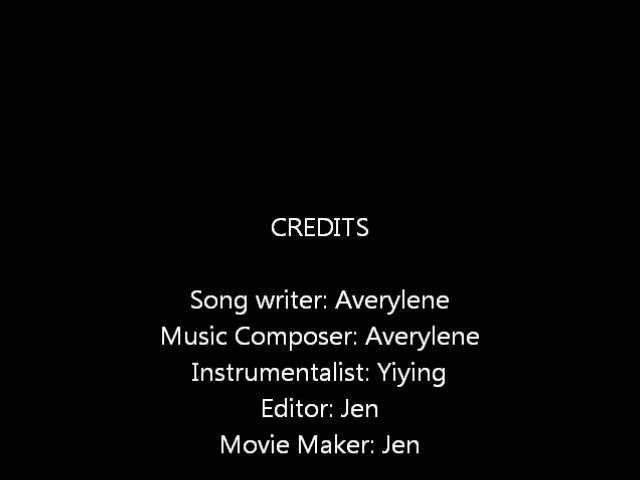 CREDITS
Song writer: Averylene
Music Composer: Averylene
Instrumentalist: Yiying
Editor: Jen
Movie Maker: Jen